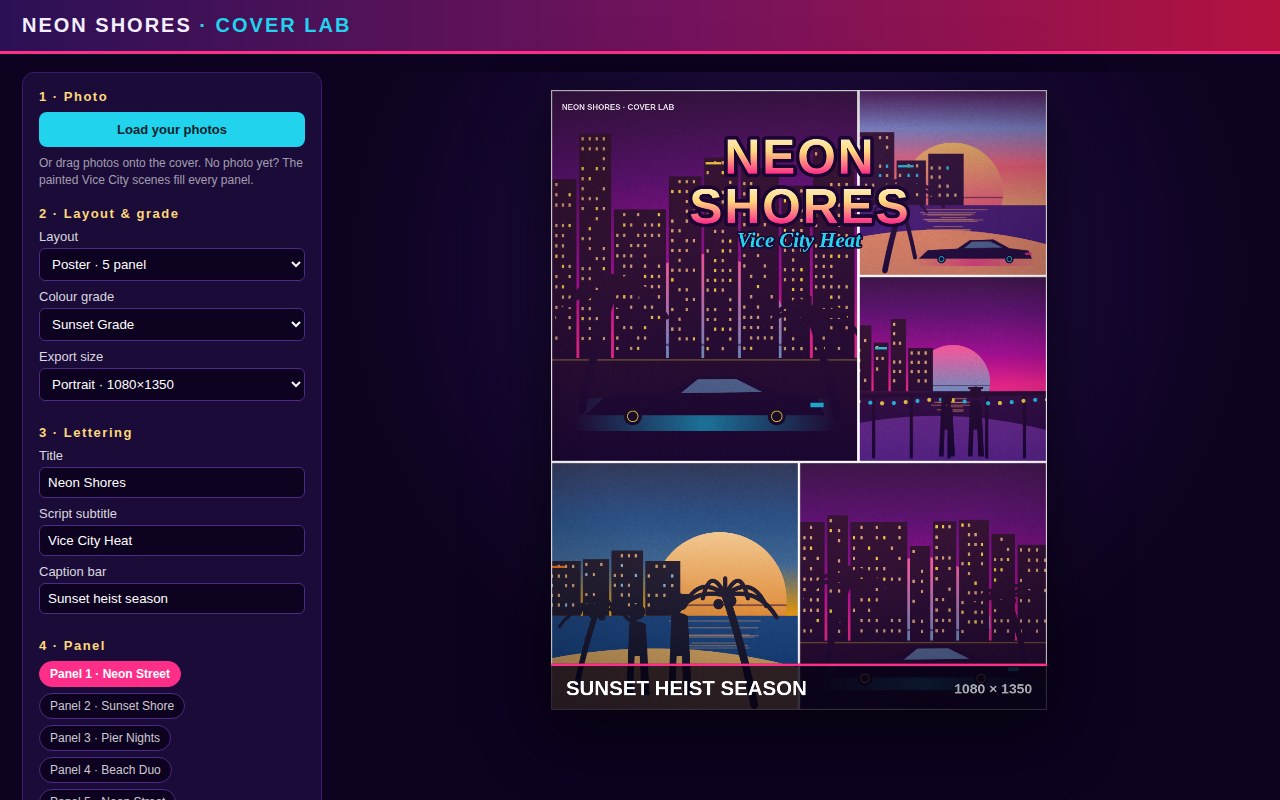 NEON SHORES · COVER LAB
1 · Photo
Load your photos
Or drag photos onto the cover. No photo yet? The
painted Vice City scenes fill every panel.
2 · Layout & grade
Layout
Poster · 5 panel
Colour grade
Sunset Grade
Export size
Portrait · 1080×1350
3 · Lettering
Title
Neon Shores
Script subtitle
Vice City Heat
Caption bar
Sunset heist season
4 · Panel
Panel 1 · Neon Street
Panel 2 · Sunset Shore
Panel 3 · Pier Nights
Panel 4 · Beach Duo
Panel 5 · Neon Street
NEON SHORES · COVER LAB
NEON
SHORES
Vice City Heat
SUNSET HEIST SEASON
1080 × 1350